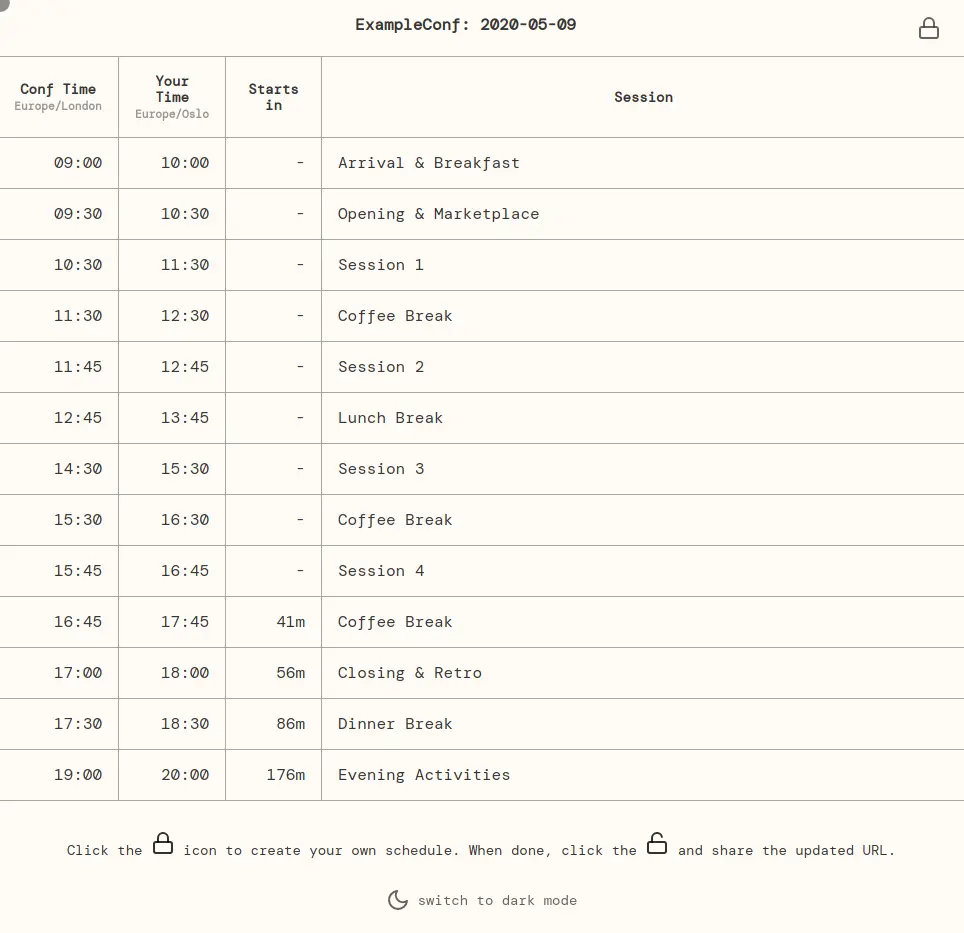 ExampleConf: 2020-05-09
Conf Time Your Time Starts in Session
Europe/London Europe/Oslo
09:00 10:00 - Arrival & Breakfast
09:30 10:30 - Opening & Marketplace
10:30 11:30 - Session 1
11:30 12:30 - Coffee Break
11:45 12:45 - Session 2
12:45 13:45 - Lunch Break
14:30 15:30 - Session 3
15:30 16:30 - Coffee Break
15:45 16:45 - Session 4
16:45 17:45 41m Coffee Break
17:00 18:00 56m Closing & Retro
17:30 18:30 86m Dinner Break
19:00 20:00 176m Evening Activities
Click the icon to create your own schedule. When done, click the and share the updated URL.
switch to dark mode